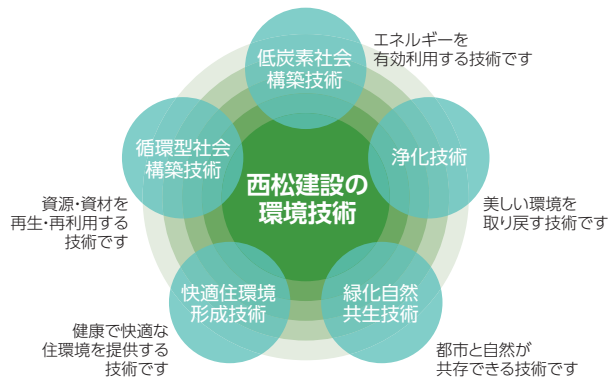 低炭素社会
構築技術
エネルギーを
有効利用する技術です
浄化技術
美しい環境を
取り戻す技術です
緑化自然
共生技術
都市と自然が
共存できる技術です
快適住環境
形成技術
健康で快適な
住環境を提供する
技術です
循環型社会
構築技術
資源・資材を
再生・再利用する
技術です
西松建設の
環境技術